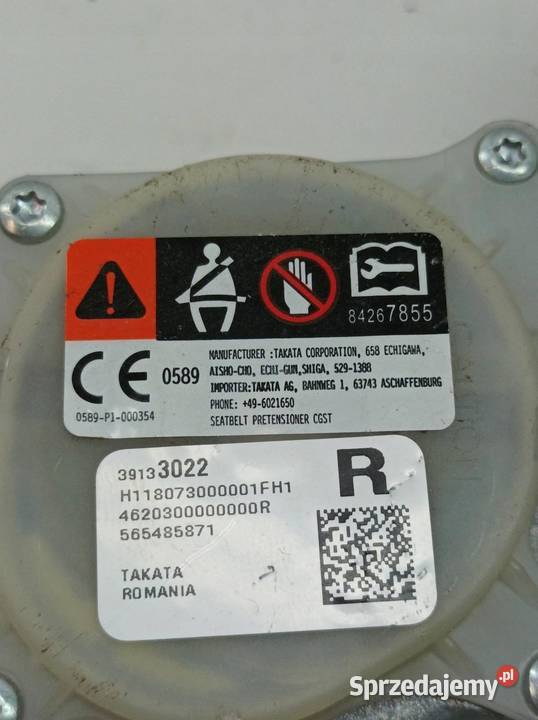 84267855
CE 0589
0589-P1-000354
MANUFACTURER :TAKATA CORPORATION, 658 ECHIGAWA,
AISHO-CHO, ECHI-GUN,SHIGA, 529-1388
IMPORTER:TAKATA AG, BAHNWEG 1, 63743 ASCHAFFENBURG
PHONE: +49-6021650
SEATBELT PRETENSIONER CGST
39133022
R
H118073000001FH1
4620300000000R
565485871
TAKATA
ROMANIA
Sprzedajemy.pl